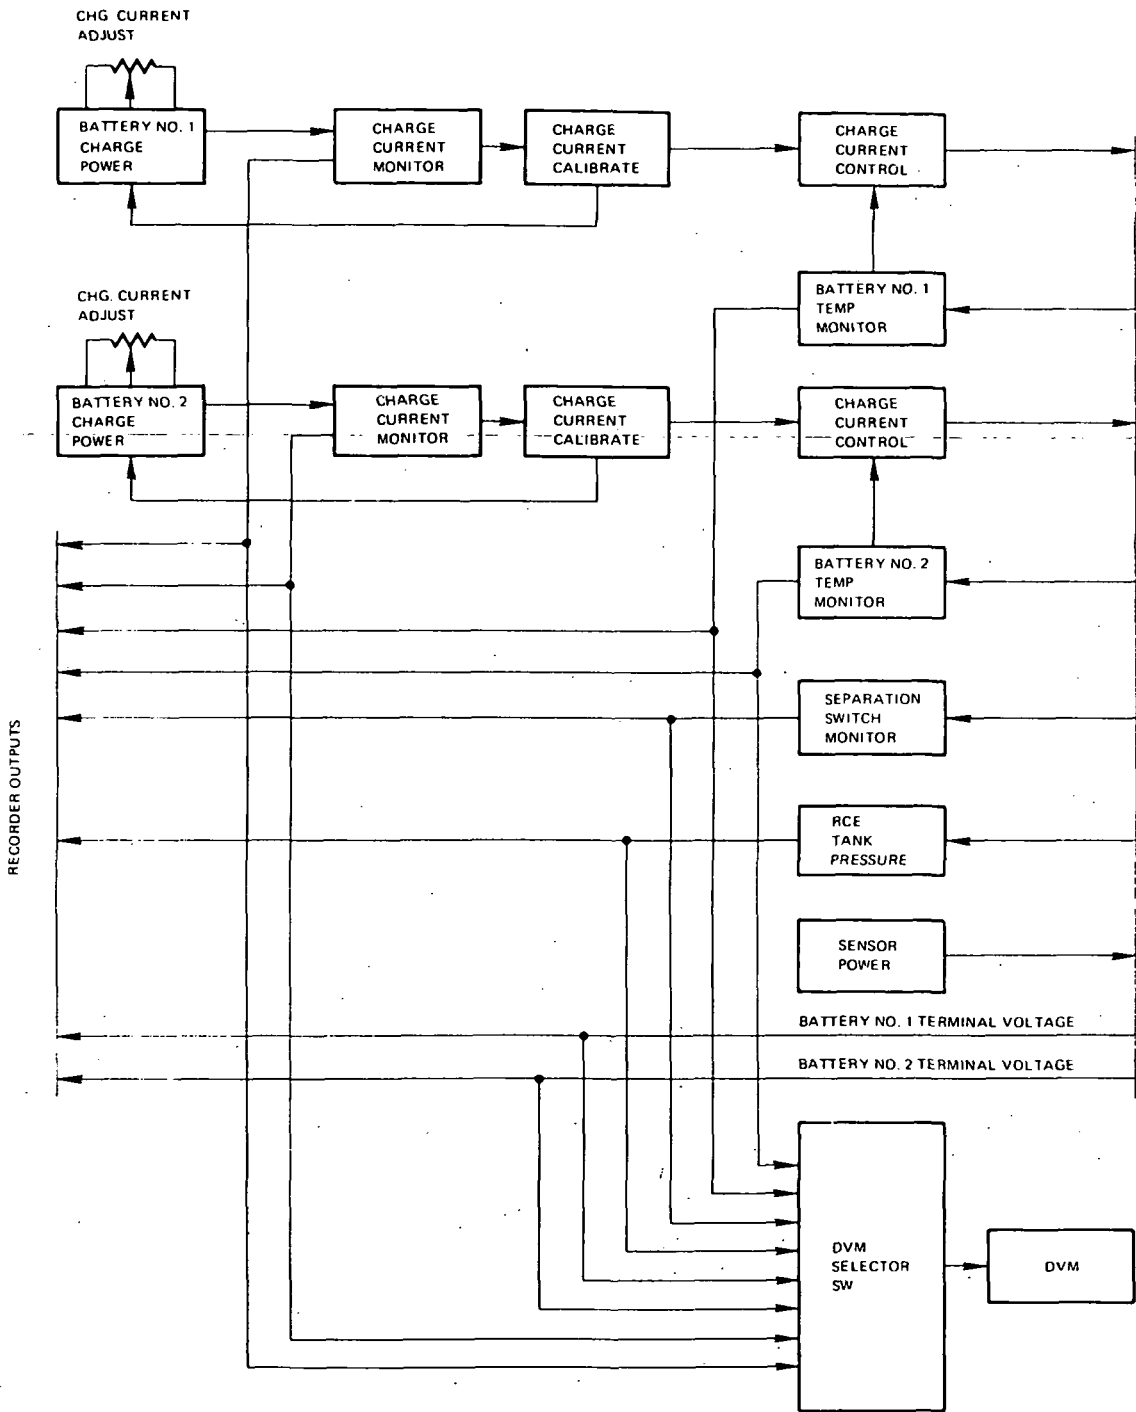 CHG CURRENT
ADJUST
BATTERY NO. 1
CHARGE
POWER
CHARGE
CURRENT
MONITOR
CHARGE
CURRENT
CALIBRATE
CHARGE
CURRENT
CONTROL
BATTERY NO. 1
TEMP
MONITOR
CHG. CURRENT
ADJUST
BATTERY NO. 2
CHARGE
POWER
CHARGE
CURRENT
MONITOR
CHARGE
CURRENT
CALIBRATE
CHARGE
CURRENT
CONTROL
BATTERY NO. 2
TEMP
MONITOR
SEPARATION
SWITCH
MONITOR
RECORDER OUTPUTS
RCE
TANK
PRESSURE
SENSOR
POWER
BATTERY NO. 1 TERMINAL VOLTAGE
BATTERY NO. 2 TERMINAL VOLTAGE
DVM
SELECTOR
SW
DVM